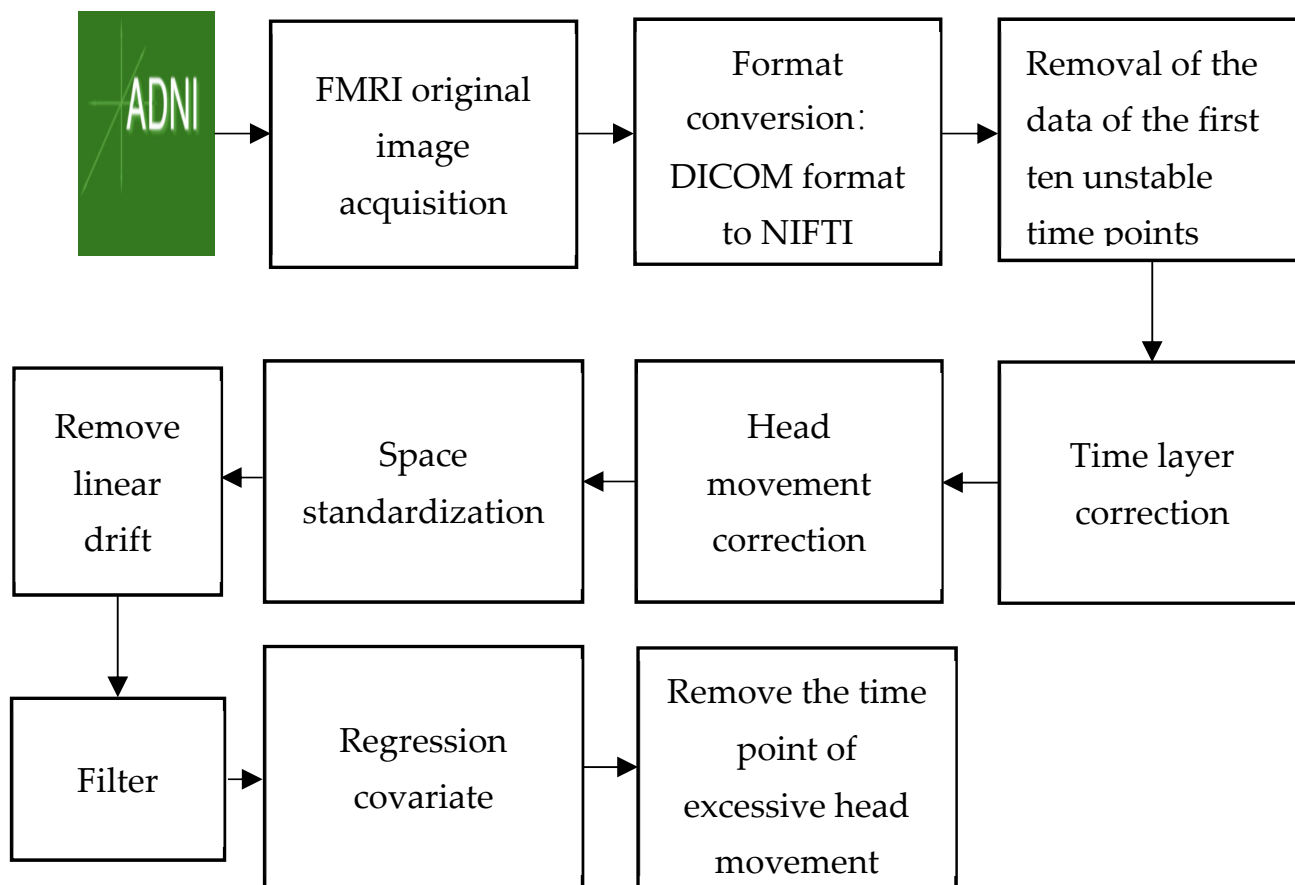 ADNI
FMRI original
image
acquisition
Format
conversion：
DICOM format
to NIFTI
Removal of the
data of the first
ten unstable
time points
Time layer
correction
Head
movement
correction
Space
standardization
Remove
linear
drift
Filter
Regression
covariate
Remove the time
point of
excessive head
movement